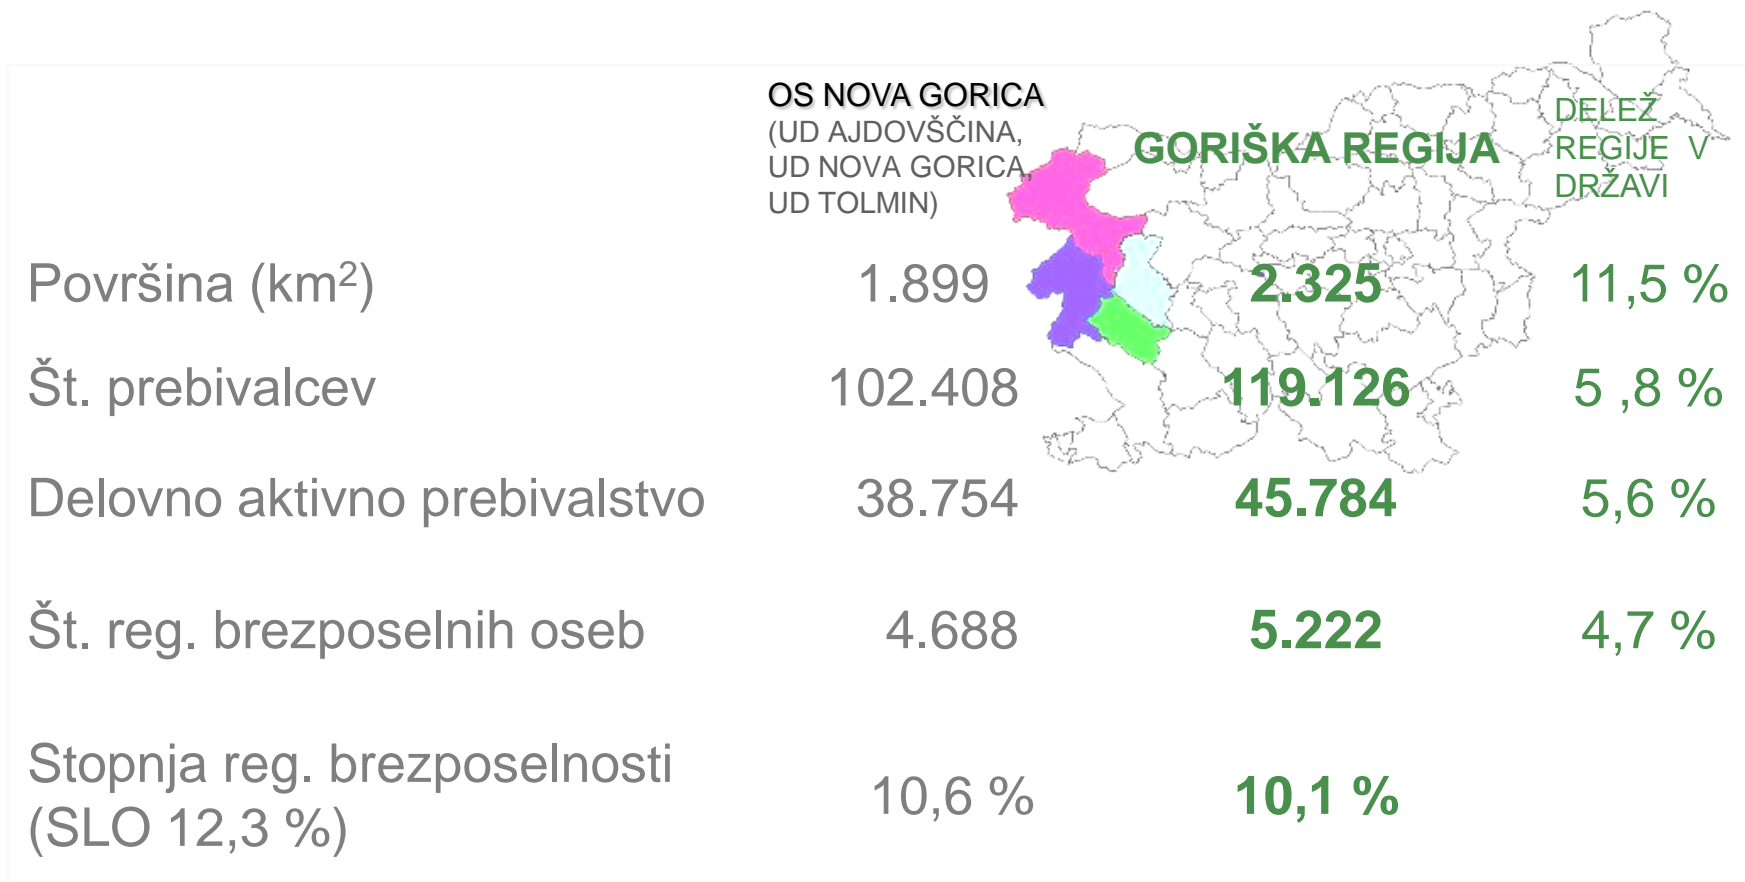 OS NOVA GORICA
(UD AJDOVŠČINA,
UD NOVA GORICA,
UD TOLMIN)
GORIŠKA REGIJA
DELEŽ
REGIJE V
DRŽAVI
Površina (km²) 1.899 2.325 11,5 %
Št. prebivalcev 102.408 119.126 5 ,8 %
Delovno aktivno prebivalstvo 38.754 45.784 5,6 %
Št. reg. brezposelnih oseb 4.688 5.222 4,7 %
Stopnja reg. brezposelnosti
(SLO 12,3 %) 10,6 % 10,1 %